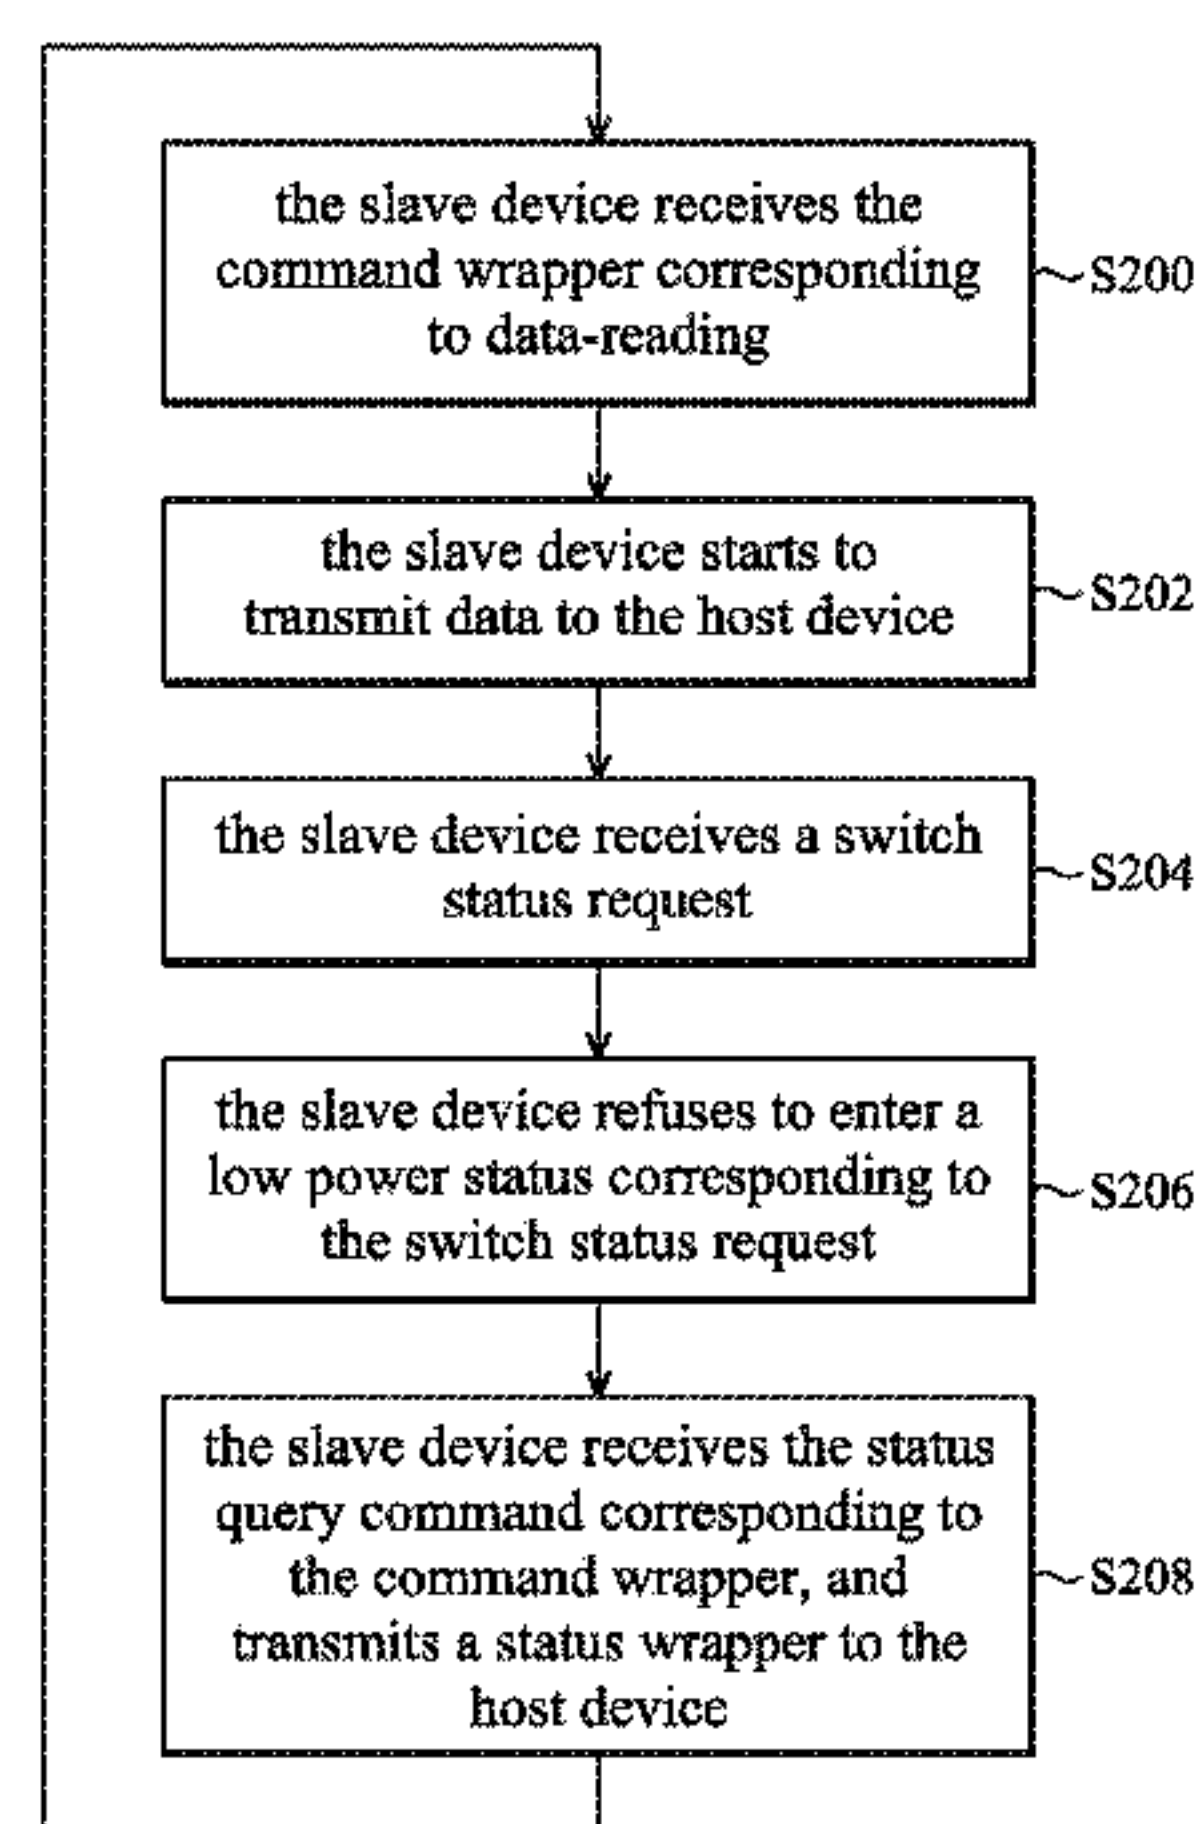 the slave device receives the
command wrapper corresponding
to data-reading
S200
the slave device starts to
transmit data to the host device
S202
the slave device receives a switch
status request
S204
the slave device refuses to enter a
low power status corresponding to
the switch status request
S206
the slave device receives the status
query command corresponding to
the command wrapper, and
transmits a status wrapper to the
host device
S208